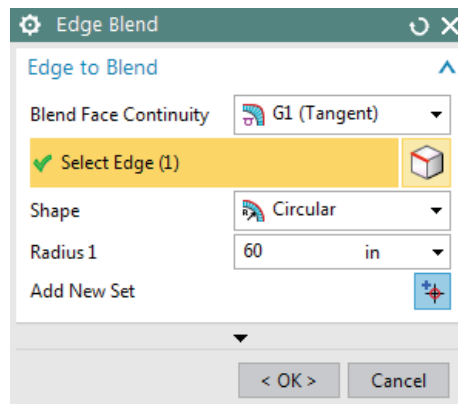 Edge Blend
Edge to Blend
Blend Face Continuity G1 (Tangent)
Select Edge (1)
Shape Circular
Radius 1 60 in
Add New Set
< OK > Cancel